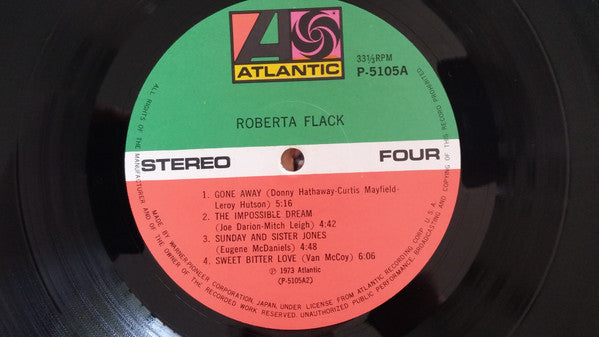 ATLANTIC
33⅓RPM
P-5105A
ROBERTA FLACK
STEREO FOUR
1. GONE AWAY (Donny Hathaway-Curtis Mayfield-
Leroy Hutson) 5:16
2. THE IMPOSSIBLE DREAM
(Joe Darion-Mitch Leigh) 4:42
3. SUNDAY AND SISTER JONES
(Eugene McDaniels) 4:48
4. SWEET BITTER LOVE (Van McCoy) 6:06
℗ 1973 Atlantic
(P-5105A2)
MADE BY WARNER-PIONEER CORPORATION, JAPAN, UNDER LICENSE FROM ATLANTIC RECORDING CORP., U.S.A.
ALL RIGHTS OF THE MANUFACTURER AND OF THE OWNER OF THE RECORDED WORK RESERVED. UNAUTHORIZED PUBLIC PERFORMANCE, BROADCASTING AND COPYING OF THIS RECORD PROHIBITED